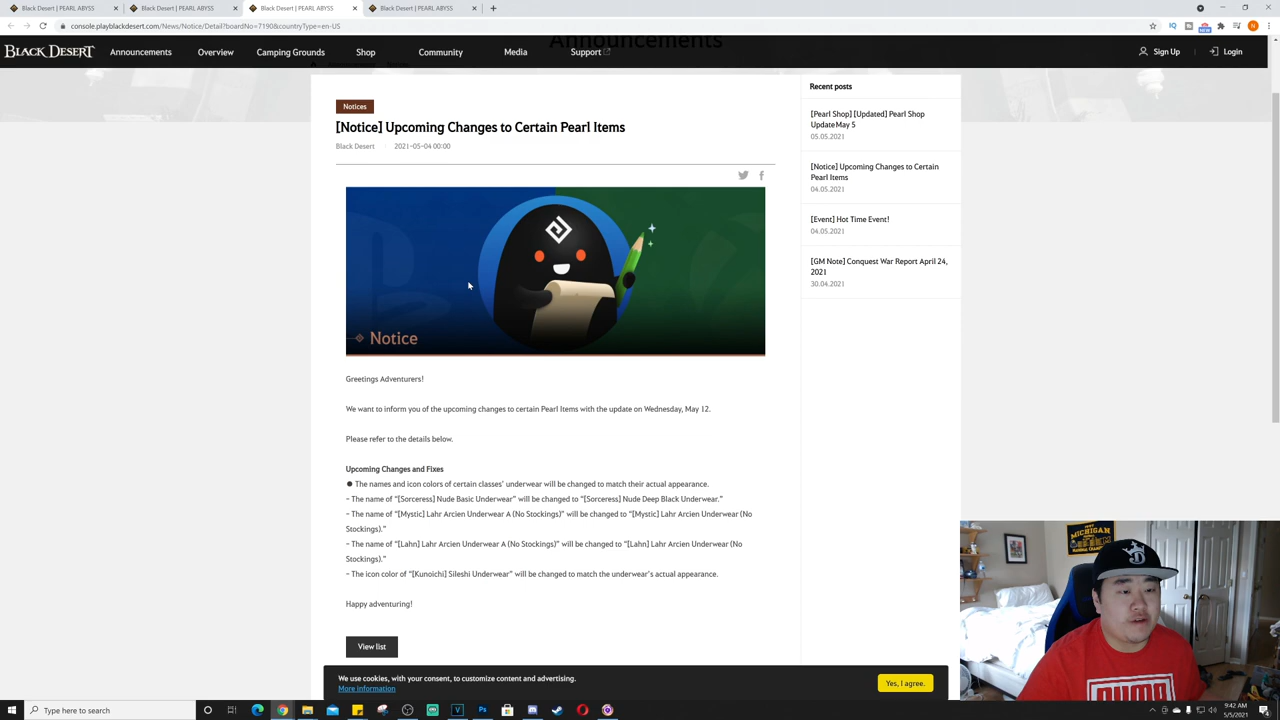 Black Desert | PEARL ABYSS
Black Desert | PEARL ABYSS
Black Desert | PEARL ABYSS
Black Desert | PEARL ABYSS
console.playblackdesert.com/News/Notice/Detail?boardNo=7190&countryType=en-US
Announcements
BLACK DESERT
Announcements
Overview
Camping Grounds
Shop
Community
Media
Support
Sign Up
Login
Notices
[Notice] Upcoming Changes to Certain Pearl Items
Black Desert
2021-05-04 00:00
Notice
Greetings Adventurers!
We want to inform you of the upcoming changes to certain Pearl Items with the update on Wednesday, May 12.
Please refer to the details below.
Upcoming Changes and Fixes
● The names and icon colors of certain classes' underwear will be changed to match their actual appearance.
- The name of "[Sorceress] Nude Basic Underwear" will be changed to "[Sorceress] Nude Deep Black Underwear."
- The name of "[Mystic] Lahr Arcien Underwear A (No Stockings)" will be changed to "[Mystic] Lahr Arcien Underwear (No
Stockings)."
- The name of "[Lahn] Lahr Arcien Underwear A (No Stockings)" will be changed to "[Lahn] Lahr Arcien Underwear (No
Stockings)."
- The icon color of "[Kunoichi] Sileshi Underwear" will be changed to match the underwear's actual appearance.
Happy adventuring!
View list
Recent posts
[Pearl Shop] [Updated] Pearl Shop
Update May 5
05.05.2021
[Notice] Upcoming Changes to Certain
Pearl Items
04.05.2021
[Event] Hot Time Event!
04.05.2021
[GM Note] Conquest War Report April 24,
2021
30.04.2021
We use cookies, with your consent, to customize content and advertising.
More information
Yes, I agree.
MICHIGAN
Type here to search
9:42 AM
5/5/2021